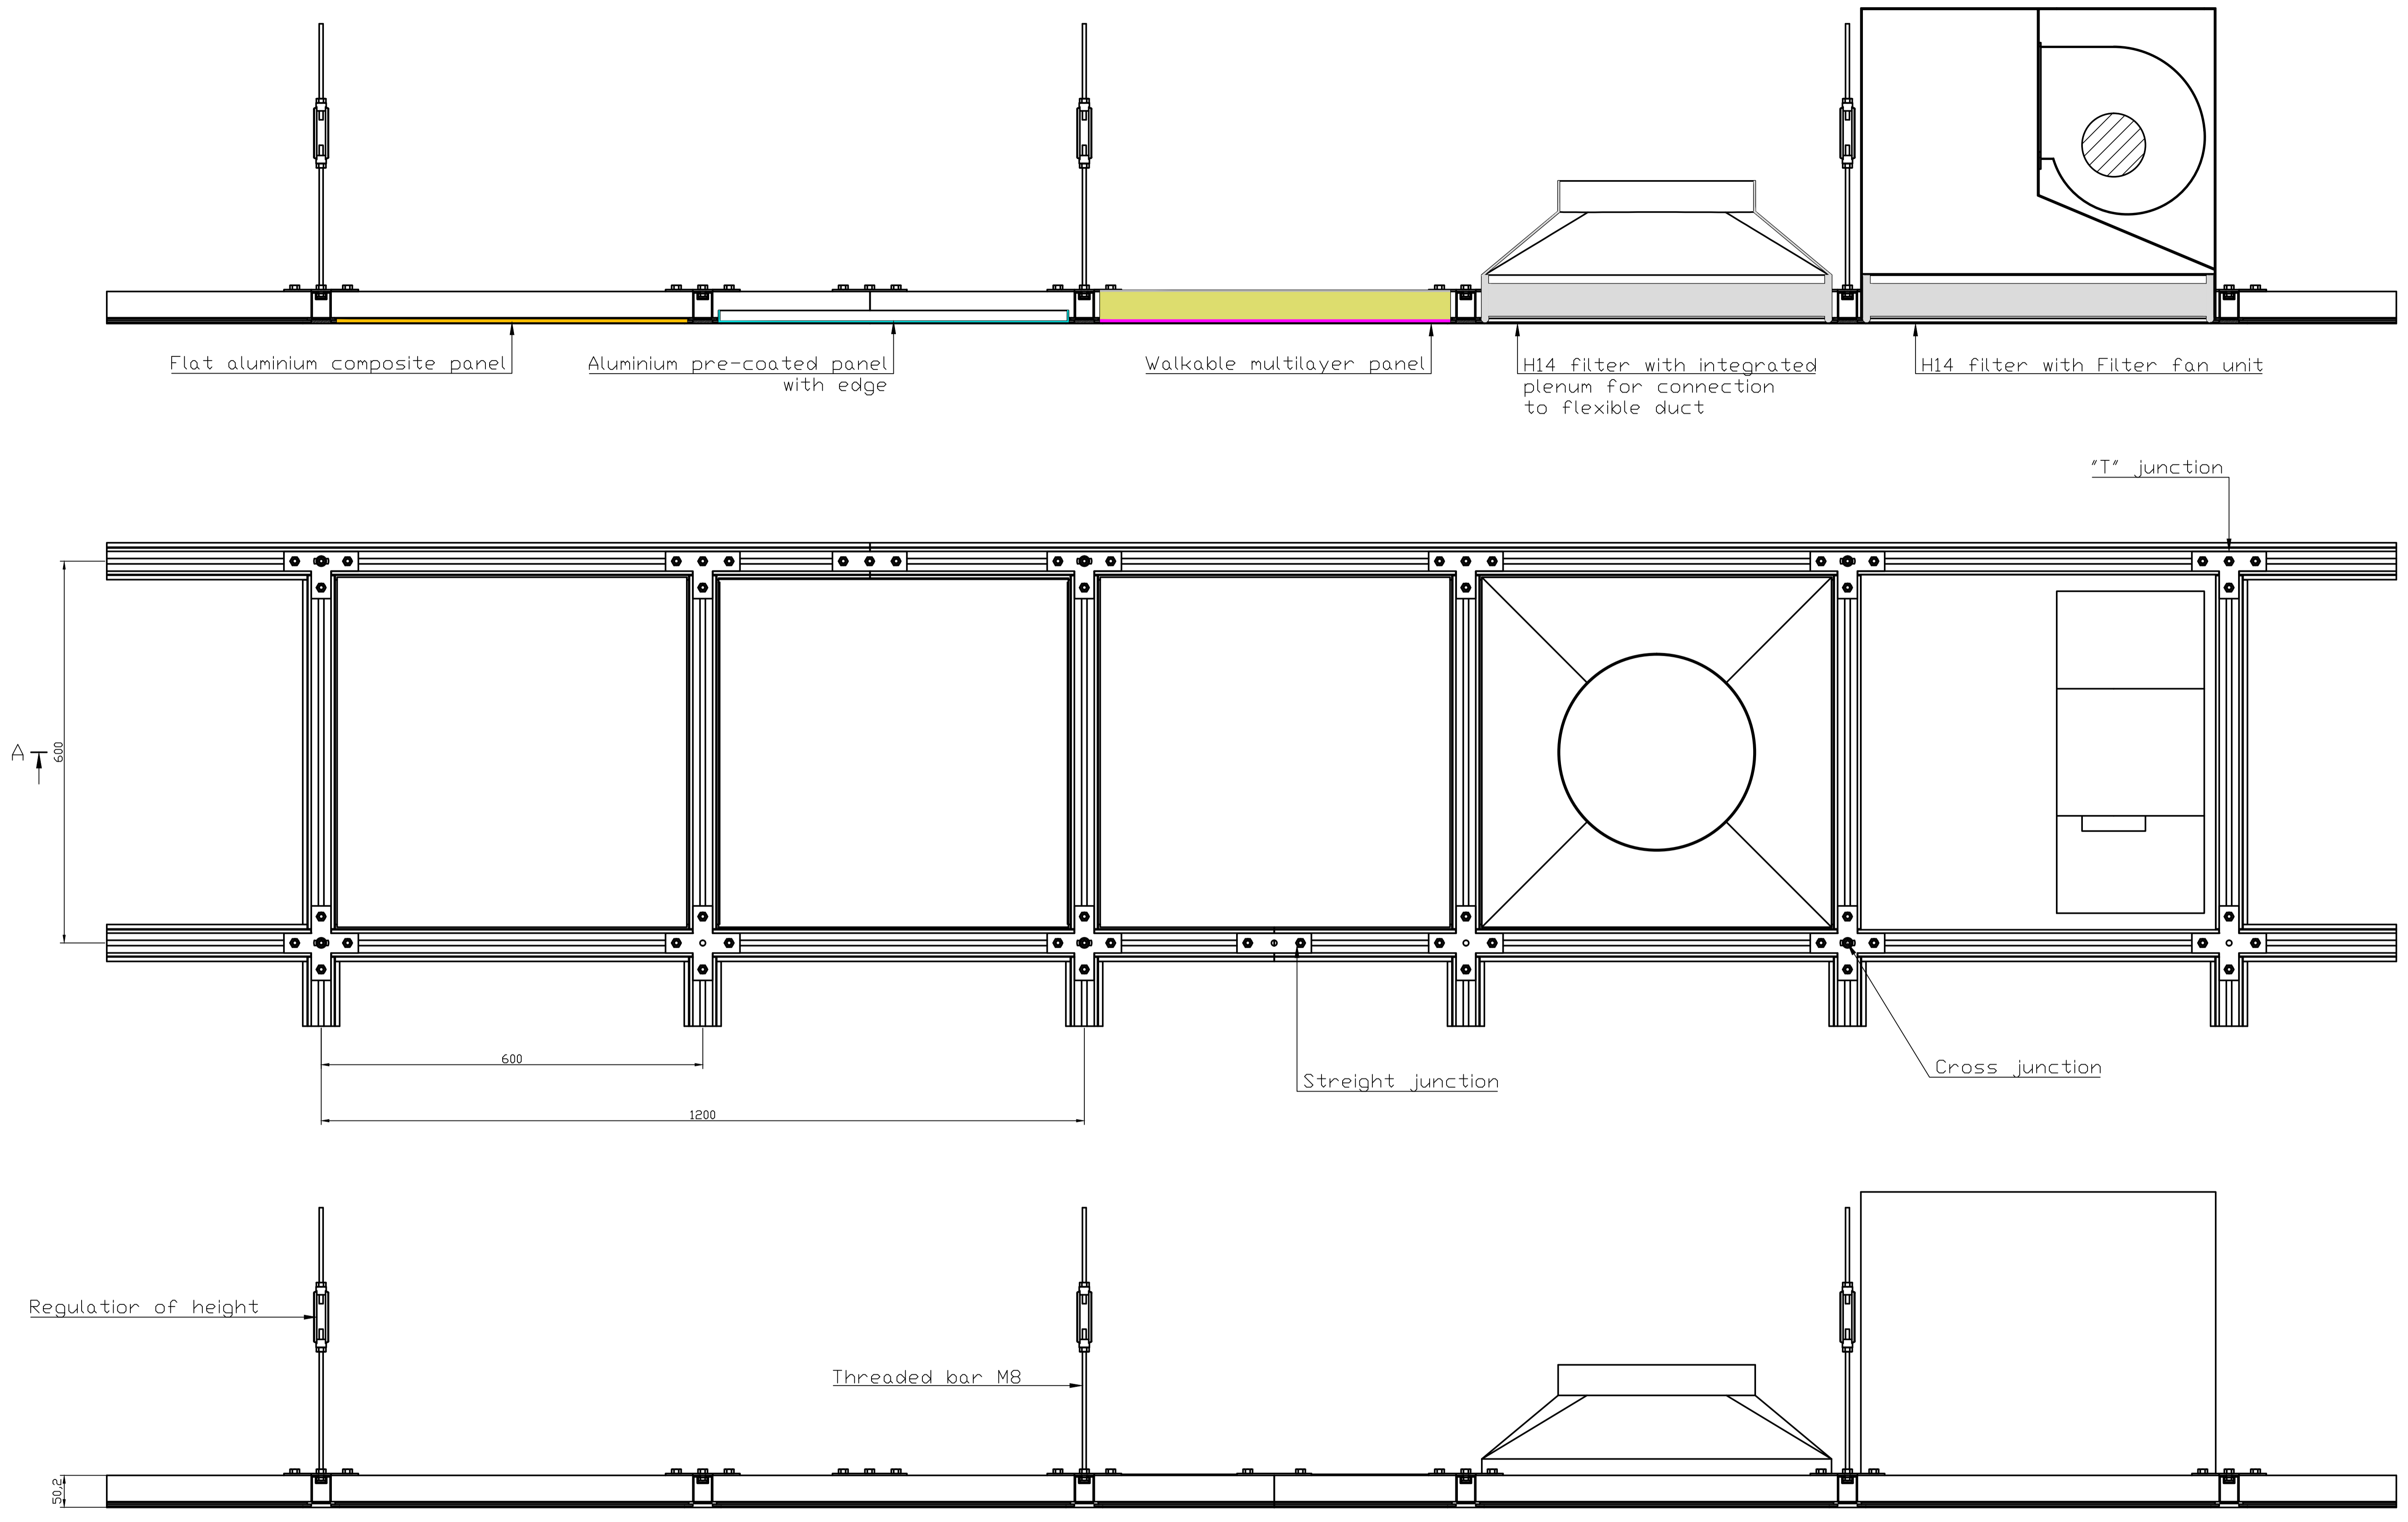 Flat aluminium composite panel
Aluminium pre-coated panel
with edge
Walkable multilayer panel
H14 filter with integrated
plenum for connection
to flexible duct
H14 filter with Filter fan unit
"T" junction
A
600
600
1200
Streight junction
Cross junction
Regulatior of height
Threaded bar M8
50,2